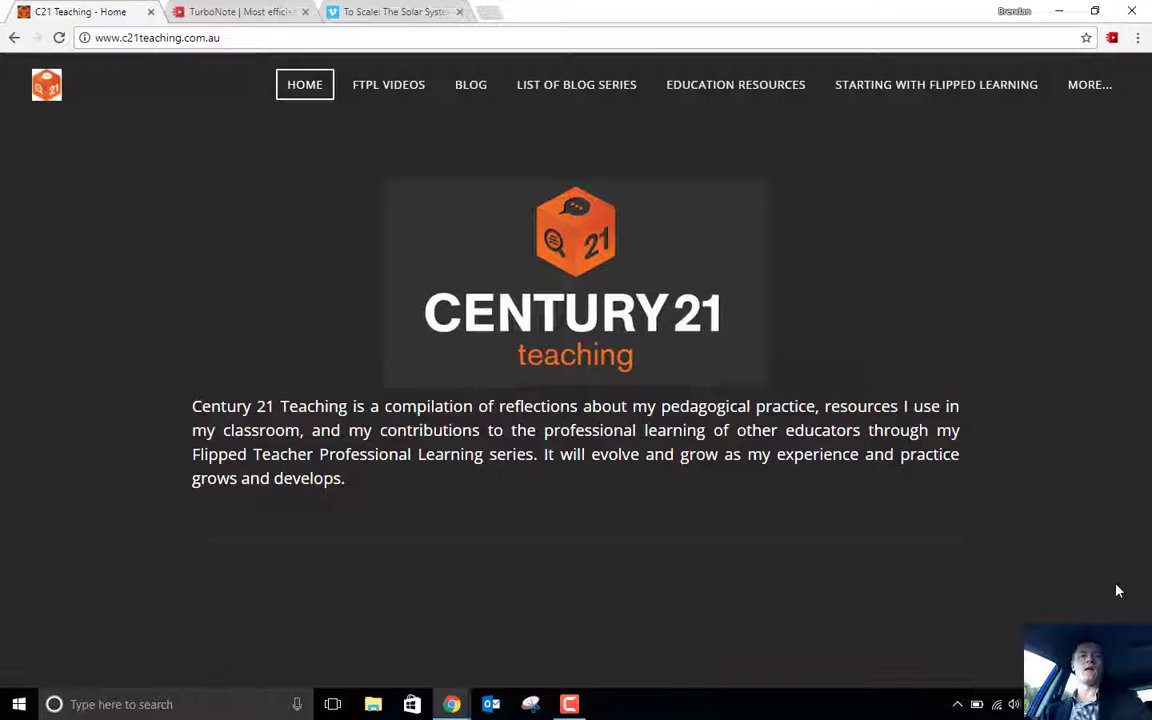 C21 Teaching - Home
TurboNote | Most efficie
To Scale: The Solar Syste
Brendan
www.c21teaching.com.au
HOME
FTPL VIDEOS
BLOG
LIST OF BLOG SERIES
EDUCATION RESOURCES
STARTING WITH FLIPPED LEARNING
MORE...
21
CENTURY 21
teaching
Century 21 Teaching is a compilation of reflections about my pedagogical practice, resources I use in
my classroom, and my contributions to the professional learning of other educators through my
Flipped Teacher Professional Learning series. It will evolve and grow as my experience and practice
grows and develops.
Type here to search